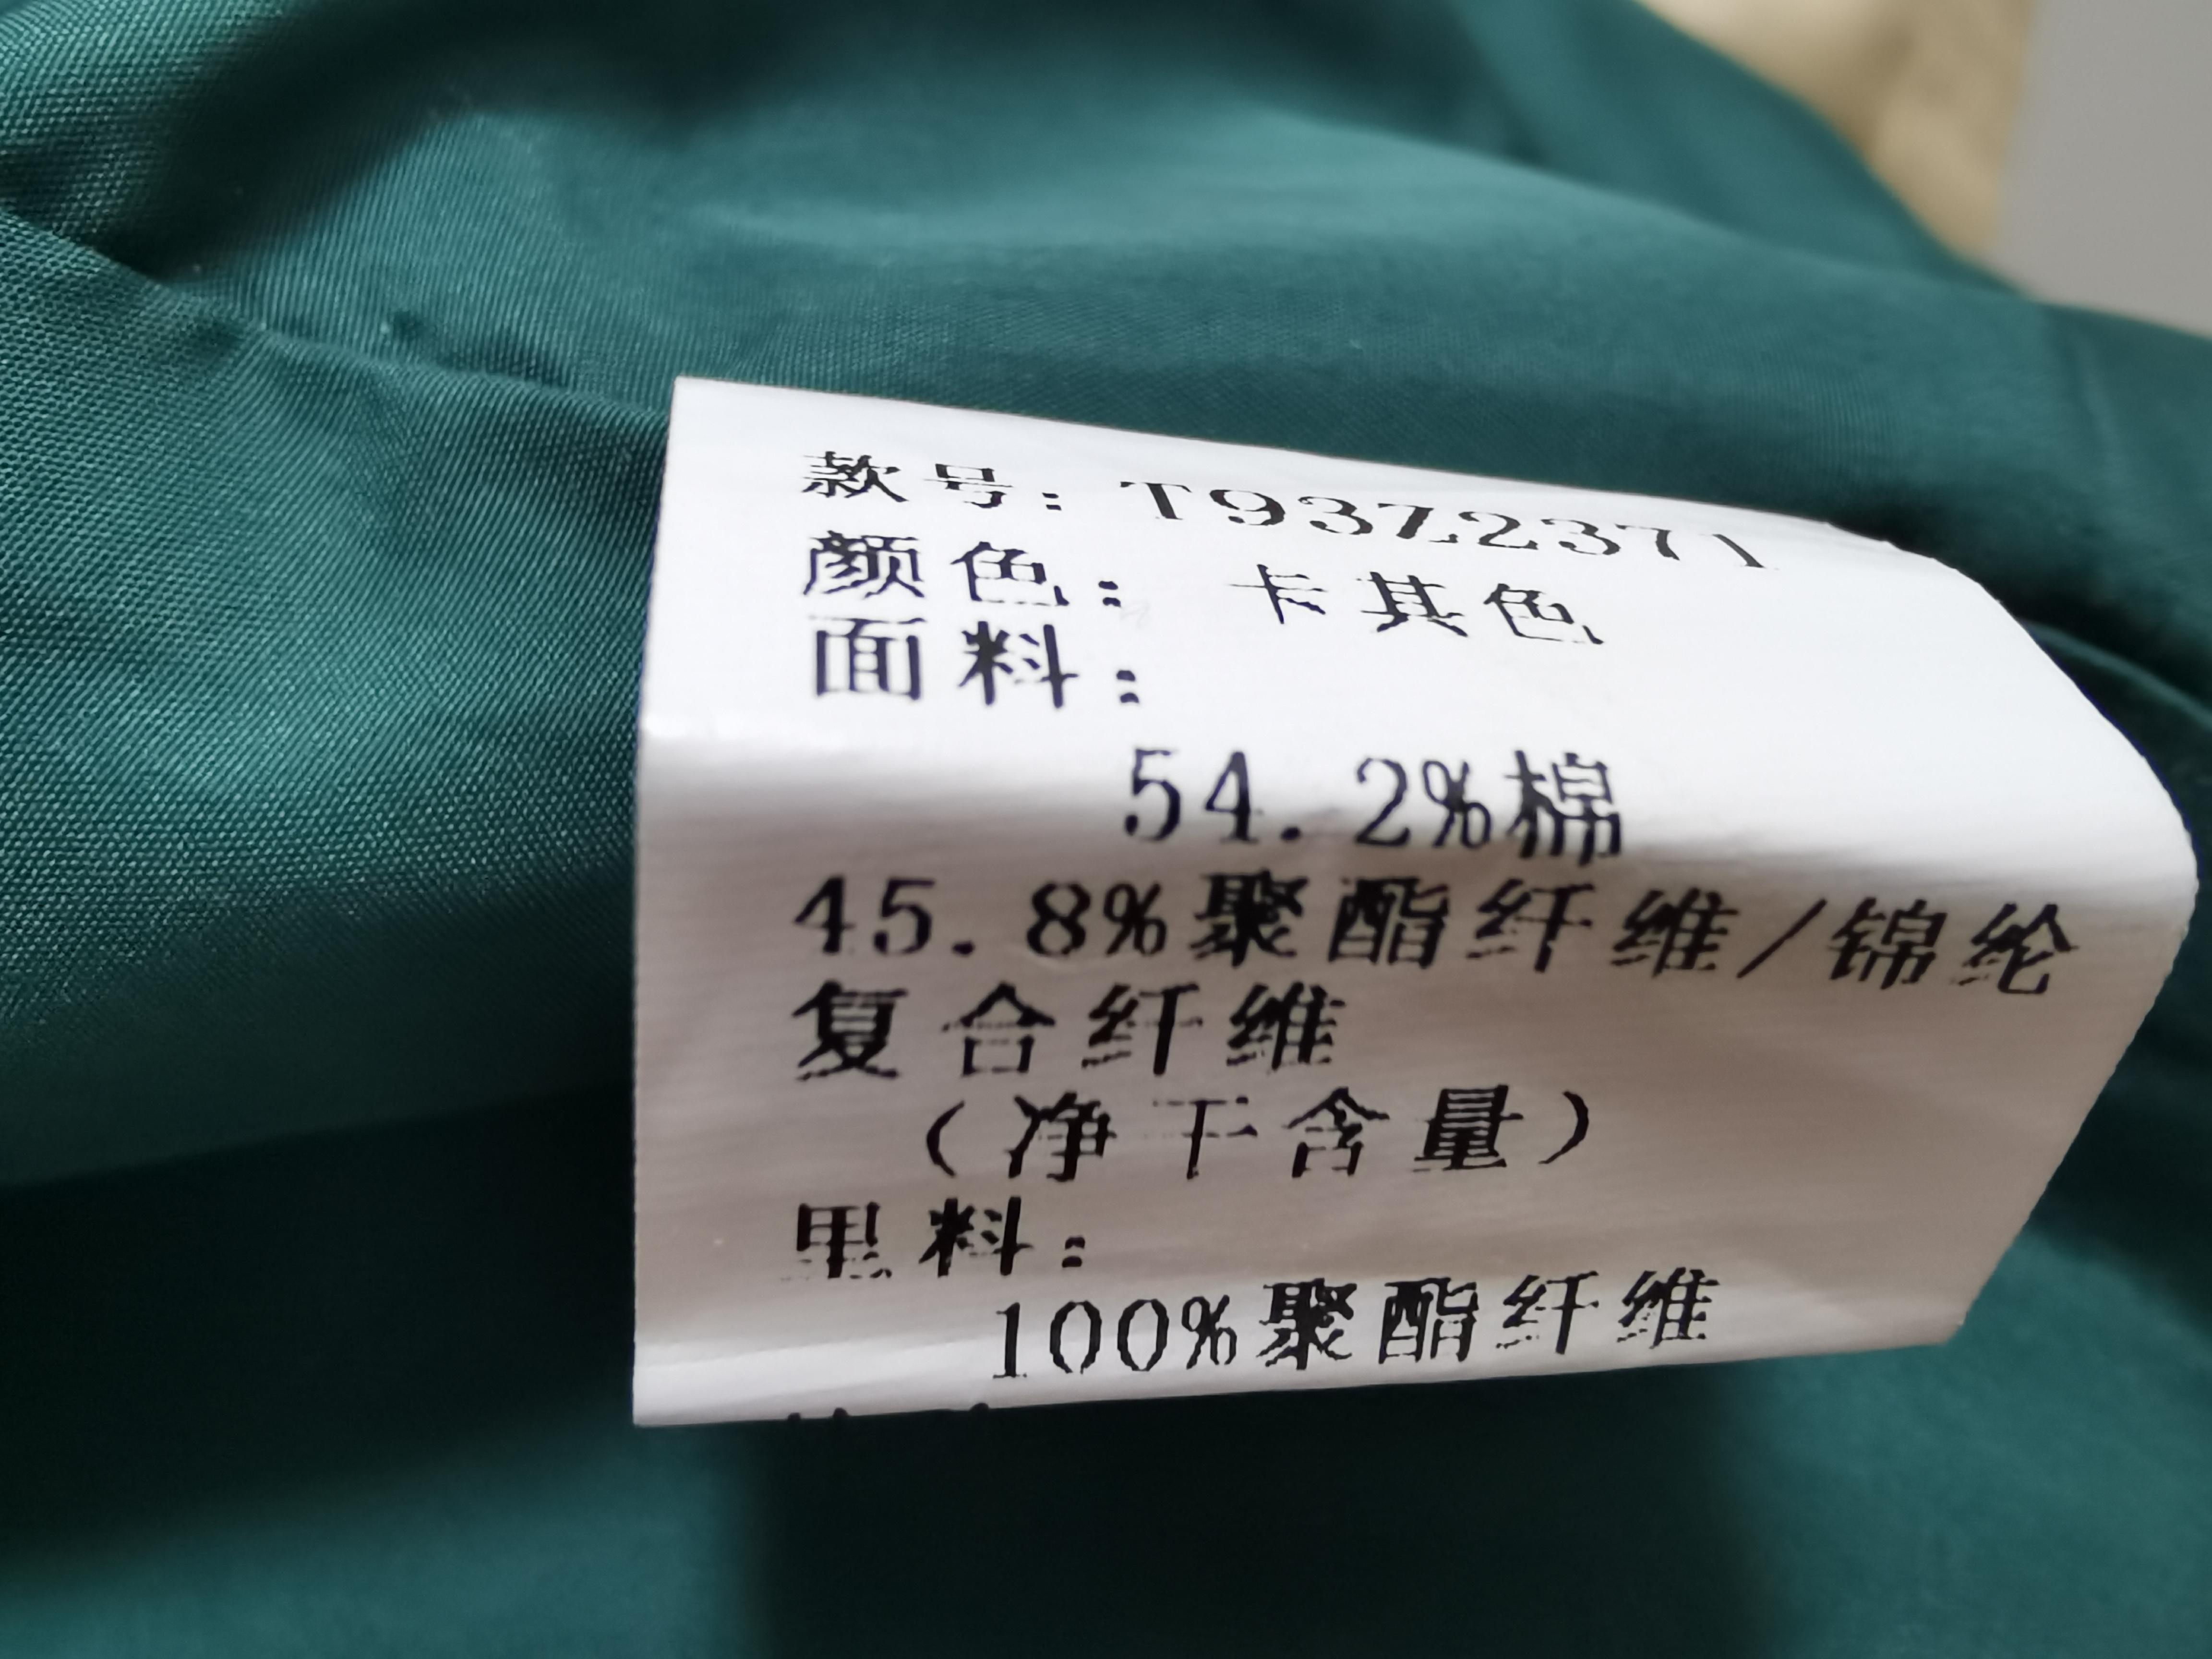 款号：T93Z2371
颜色：卡其色
面料：
54.2%棉
45.8%聚酯纤维/锦纶
复合纤维
（净干含量）
里料：
100%聚酯纤维